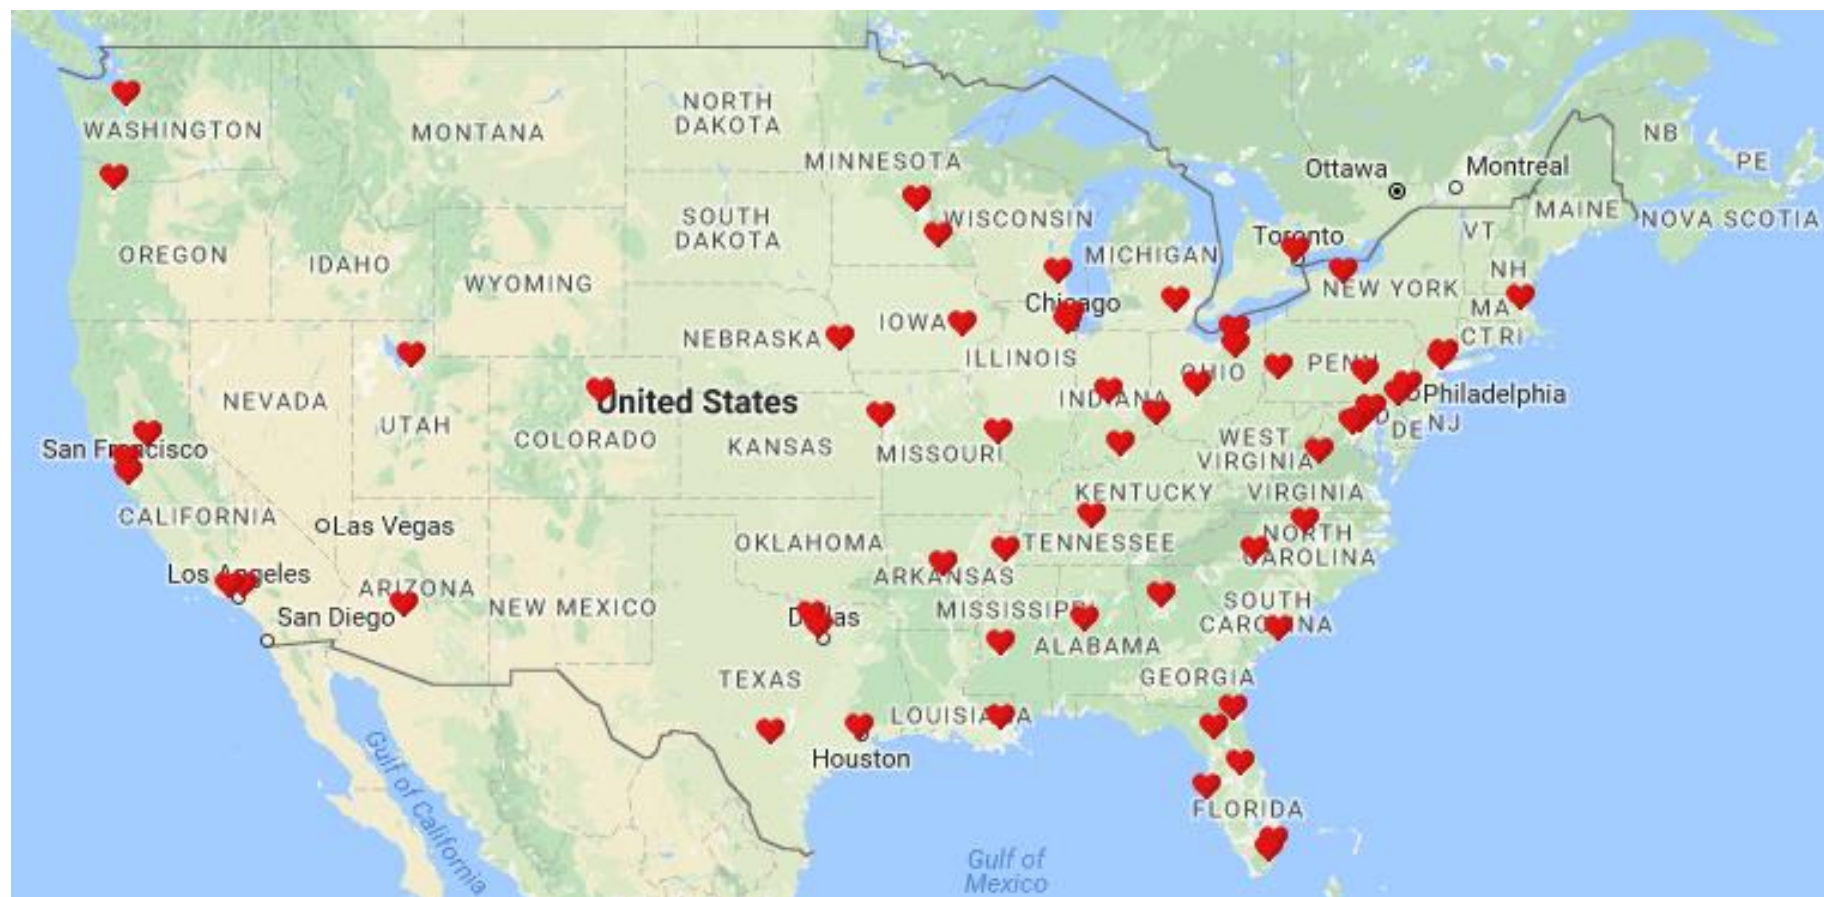 NORTH
DAKOTA
WASHINGTON
MONTANA
NB
MINNESOTA
PE
Ottawa
Montreal
SOUTH
DAKOTA
WISCONSIN
MAINE
NOVA SCOTIA
VT
Toronto
OREGON
IDAHO
MICHIGAN
WYOMING
NH
NEW YORK
Chicago
MA
NEBRASKA
IOWA
CT RI
ILLINOIS
OHIO
PENN
NEVADA
United States
INDIANA
Philadelphia
UTAH
COLORADO
KANSAS
MISSOURI
WEST
VIRGINIA
DE
NJ
San Francisco
KENTUCKY
VIRGINIA
CALIFORNIA
Las Vegas
OKLAHOMA
TENNESSEE
NORTH
CAROLINA
Los Angeles
ARIZONA
ARKANSAS
NEW MEXICO
MISSISSIPPI
SOUTH
CAROLINA
San Diego
Dallas
ALABAMA
TEXAS
GEORGIA
LOUISIANA
Houston
Gulf of California
FLORIDA
Gulf of
Mexico